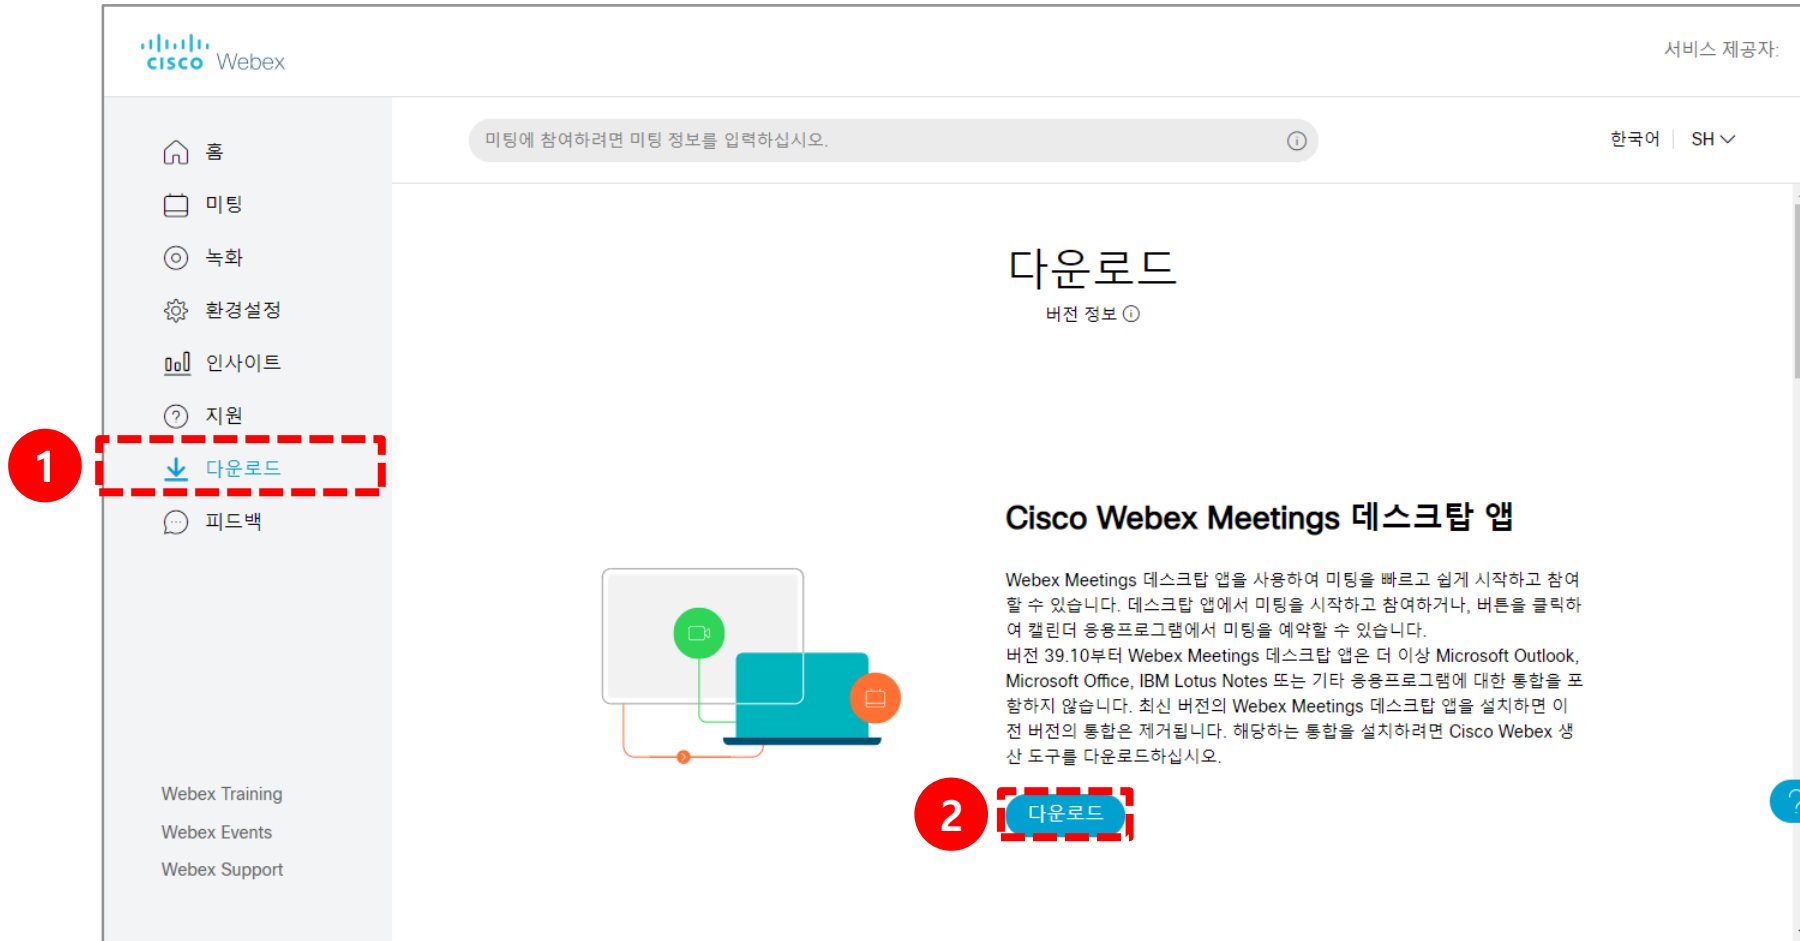 cisco Webex
서비스 제공자:
미팅에 참여하려면 미팅 정보를 입력하십시오.
한국어
SH
홈
미팅
녹화
환경설정
인사이트
지원
1
다운로드
피드백
Webex Training
Webex Events
Webex Support
다운로드
버전 정보
Cisco Webex Meetings 데스크탑 앱
Webex Meetings 데스크탑 앱을 사용하여 미팅을 빠르고 쉽게 시작하고 참여
할 수 있습니다. 데스크탑 앱에서 미팅을 시작하고 참여하거나, 버튼을 클릭하
여 캘린더 응용프로그램에서 미팅을 예약할 수 있습니다.
버전 39.10부터 Webex Meetings 데스크탑 앱은 더 이상 Microsoft Outlook,
Microsoft Office, IBM Lotus Notes 또는 기타 응용프로그램에 대한 통합을 포
함하지 않습니다. 최신 버전의 Webex Meetings 데스크탑 앱을 설치하면 이
전 버전의 통합은 제거됩니다. 해당하는 통합을 설치하려면 Cisco Webex 생
산 도구를 다운로드하십시오.
2
다운로드